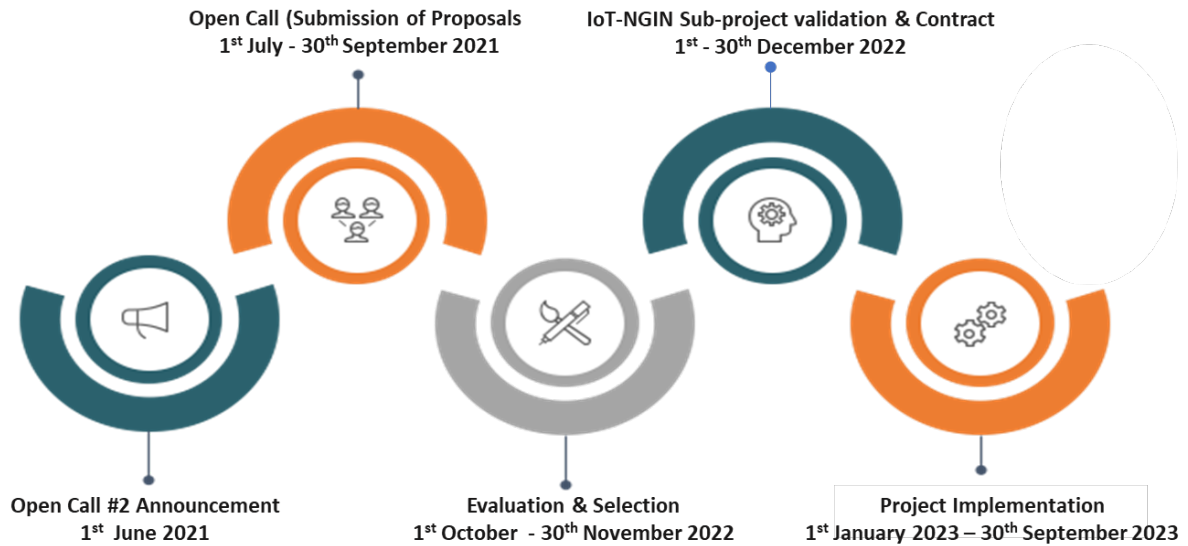 Open Call (Submission of Proposals
1st July - 30th September 2021
IoT-NGIN Sub-project validation & Contract
1st - 30th December 2022
Open Call #2 Announcement
1st June 2021
Evaluation & Selection
1st October - 30th November 2022
Project Implementation
1st January 2023 – 30th September 2023